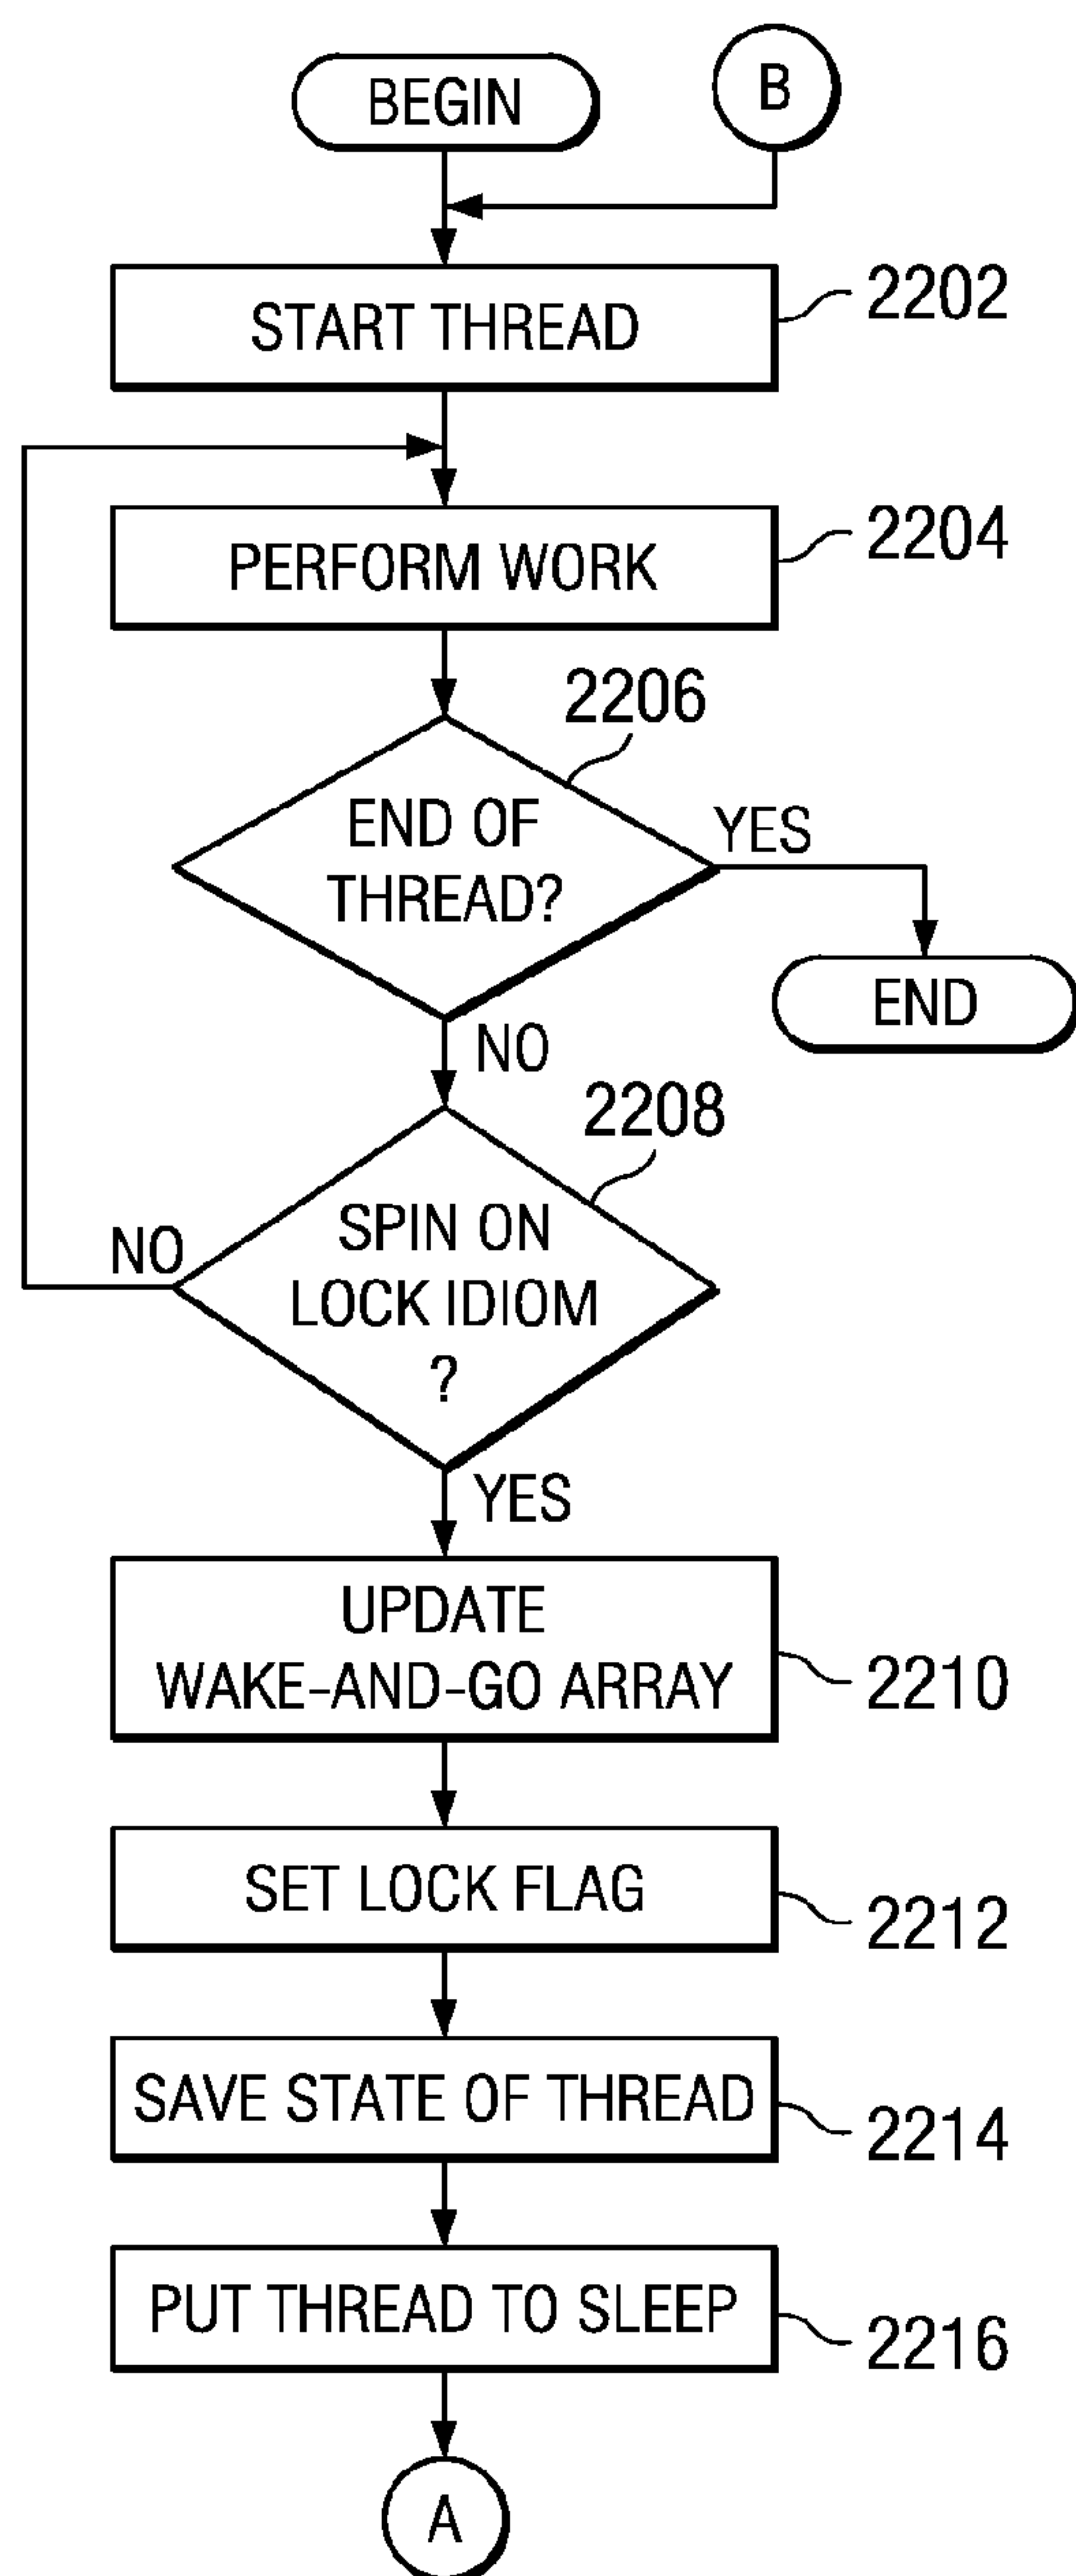 BEGIN
B
START THREAD
2202
PERFORM WORK
2204
2206
END OF
THREAD?
YES
END
NO
2208
SPIN ON
LOCK IDIOM
?
NO
YES
UPDATE
WAKE-AND-GO ARRAY
2210
SET LOCK FLAG
2212
SAVE STATE OF THREAD
2214
PUT THREAD TO SLEEP
2216
A